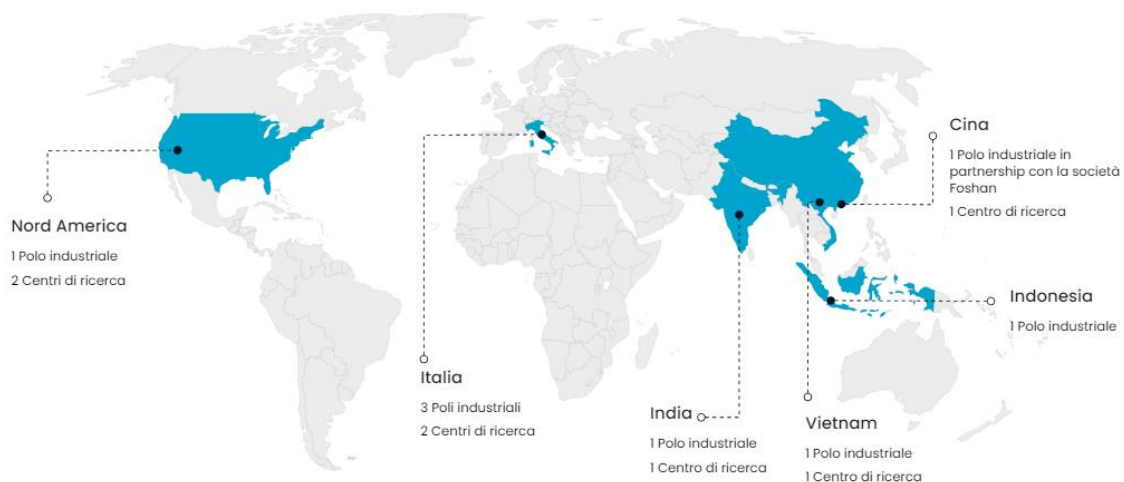 Cina
1 Polo industriale in
partnership con la società
Foshan
1 Centro di ricerca
Nord America
1 Polo industriale
2 Centri di ricerca
Indonesia
1 Polo industriale
Italia
3 Poli industriali
2 Centri di ricerca
India
1 Polo industriale
1 Centro di ricerca
Vietnam
1 Polo industriale
1 Centro di ricerca